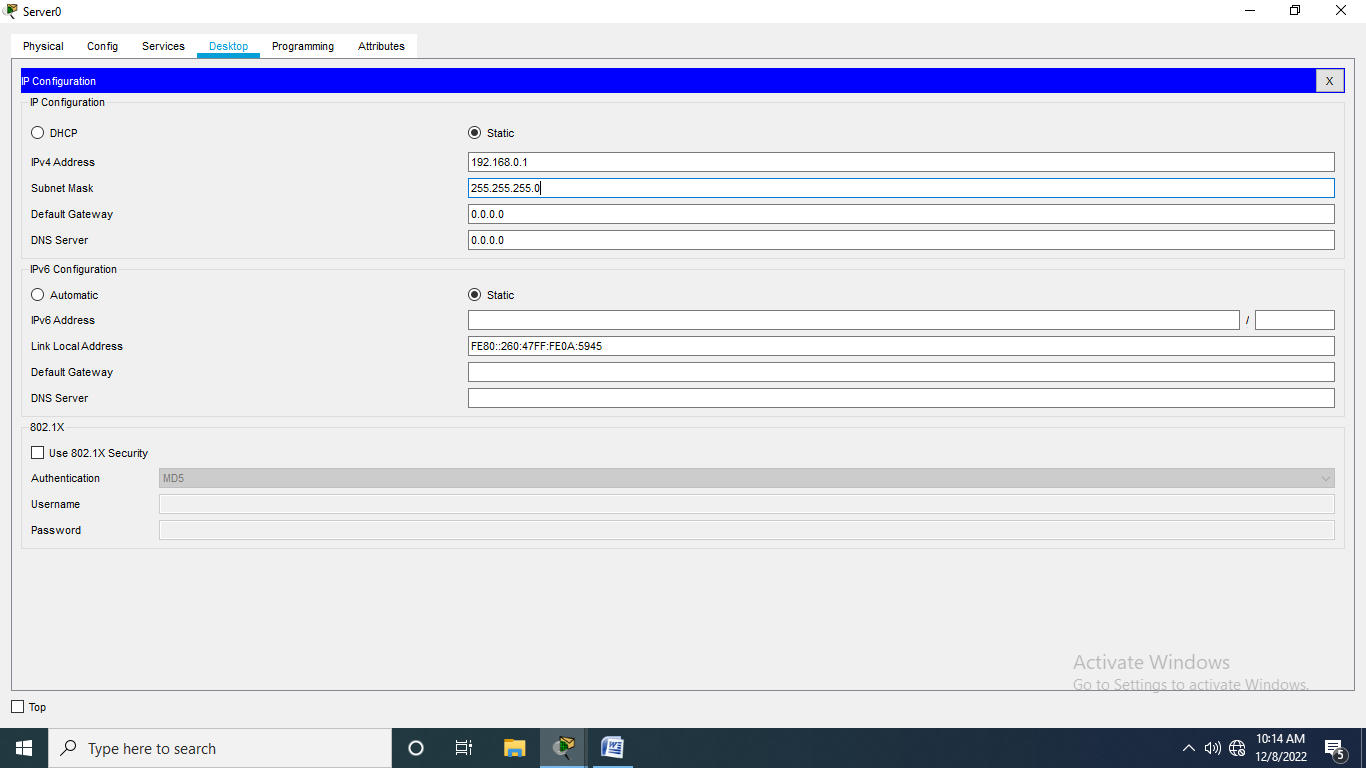 Server0
Physical Config Services Desktop Programming Attributes
IP Configuration X
IP Configuration
DHCP Static
IPv4 Address 192.168.0.1
Subnet Mask 255.255.255.0
Default Gateway 0.0.0.0
DNS Server 0.0.0.0
IPv6 Configuration
Automatic Static
IPv6 Address /
Link Local Address FE80::260:47FF:FE0A:5945
Default Gateway
DNS Server
802.1X
Use 802.1X Security
Authentication MD5
Username
Password
Activate Windows
Go to Settings to activate Windows.
Top
Type here to search
10:14 AM
12/8/2022
5